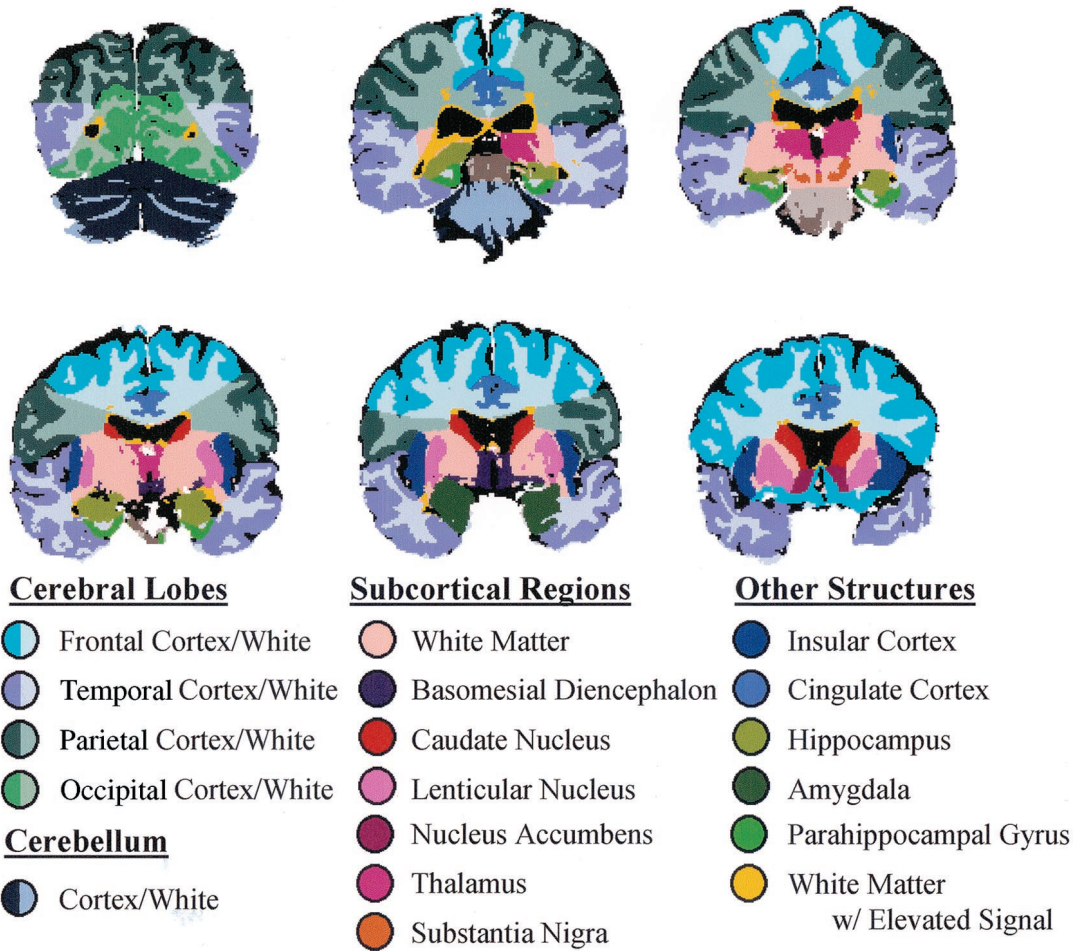 Cerebral Lobes
Frontal Cortex/White
Temporal Cortex/White
Parietal Cortex/White
Occipital Cortex/White
Cerebellum
Cortex/White
Subcortical Regions
White Matter
Basomesial Diencephalon
Caudate Nucleus
Lenticular Nucleus
Nucleus Accumbens
Thalamus
Substantia Nigra
Other Structures
Insular Cortex
Cingulate Cortex
Hippocampus
Amygdala
Parahippocampal Gyrus
White Matter
w/ Elevated Signal